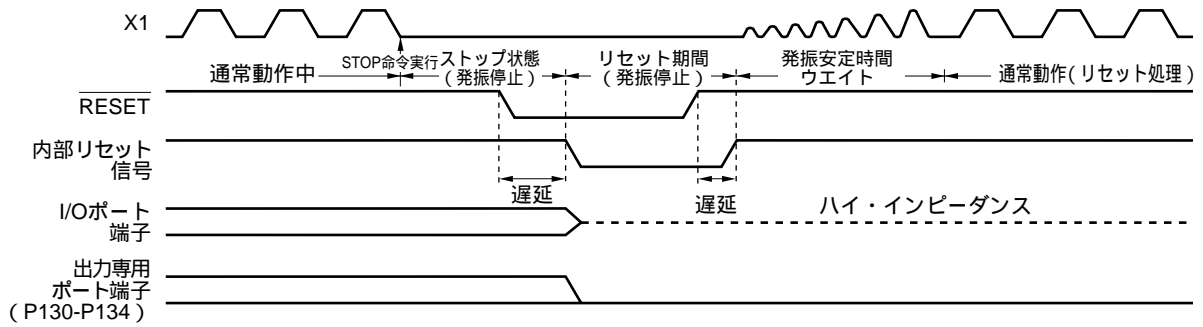 X1
STOP命令実行
通常動作中
ストップ状態
(発振停止)
リセット期間
(発振停止)
発振安定時間
ウエイト
通常動作(リセット処理)
RESET
内部リセット
信号
遅延
遅延
I/Oポート
端子
ハイ・インピーダンス
出力専用
ポート端子
(P130-P134)